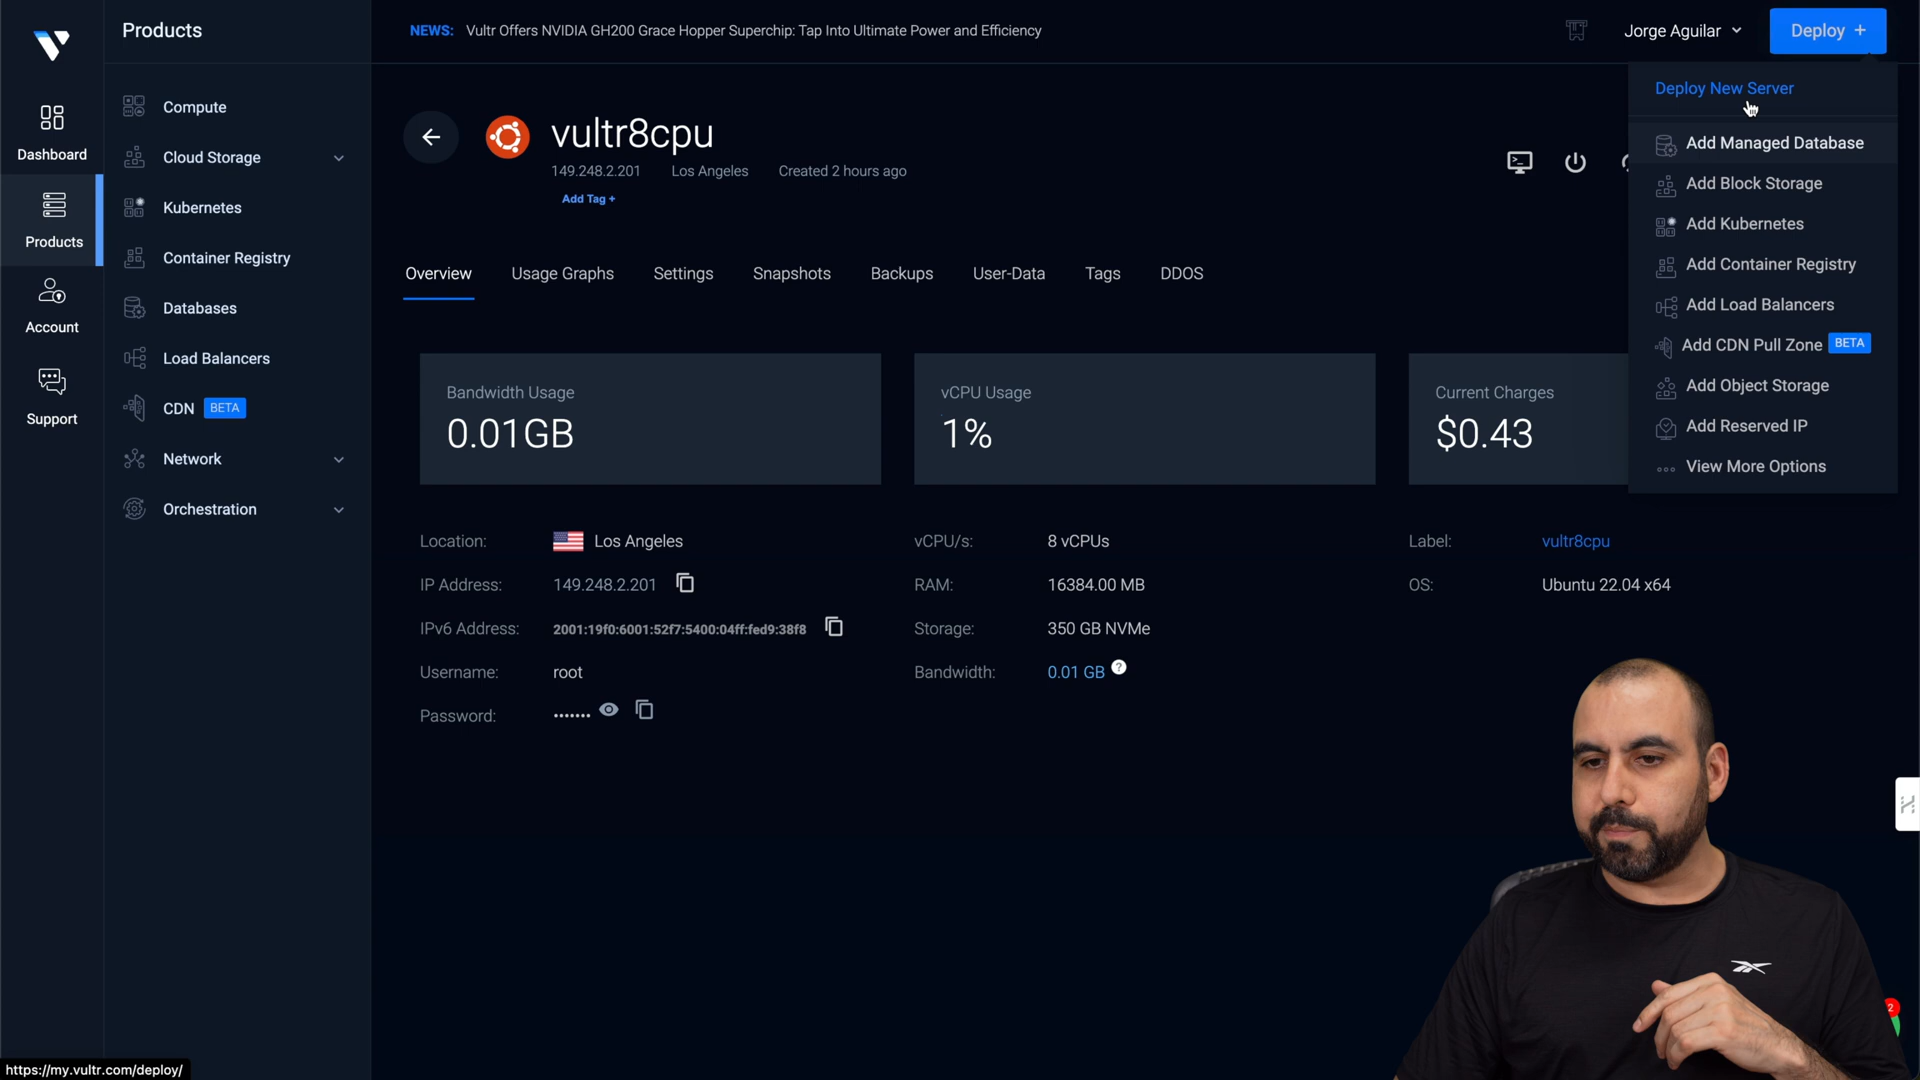 Products
NEWS: Vultr Offers NVIDIA GH200 Grace Hopper Superchip: Tap Into Ultimate Power and Efficiency
Jorge Aguilar
Deploy +
Dashboard
Products
Account
Support
Compute
Cloud Storage
Kubernetes
Container Registry
Databases
Load Balancers
CDN BETA
Network
Orchestration
vultr8cpu
149.248.2.201 Los Angeles Created 2 hours ago
Add Tag +
Overview Usage Graphs Settings Snapshots Backups User-Data Tags DDOS
Deploy New Server
Add Managed Database
Add Block Storage
Add Kubernetes
Add Container Registry
Add Load Balancers
Add CDN Pull Zone BETA
Add Object Storage
Add Reserved IP
View More Options
Bandwidth Usage
0.01GB
vCPU Usage
1%
Current Charges
$0.43
Location: Los Angeles
IP Address: 149.248.2.201
IPv6 Address: 2001:19f0:6001:52f7:5400:04ff:fed9:38f8
Username: root
Password: •••••••
vCPU/s: 8 vCPUs
RAM: 16384.00 MB
Storage: 350 GB NVMe
Bandwidth: 0.01 GB ?
Label: vultr8cpu
OS: Ubuntu 22.04 x64
2
https://my.vultr.com/deploy/